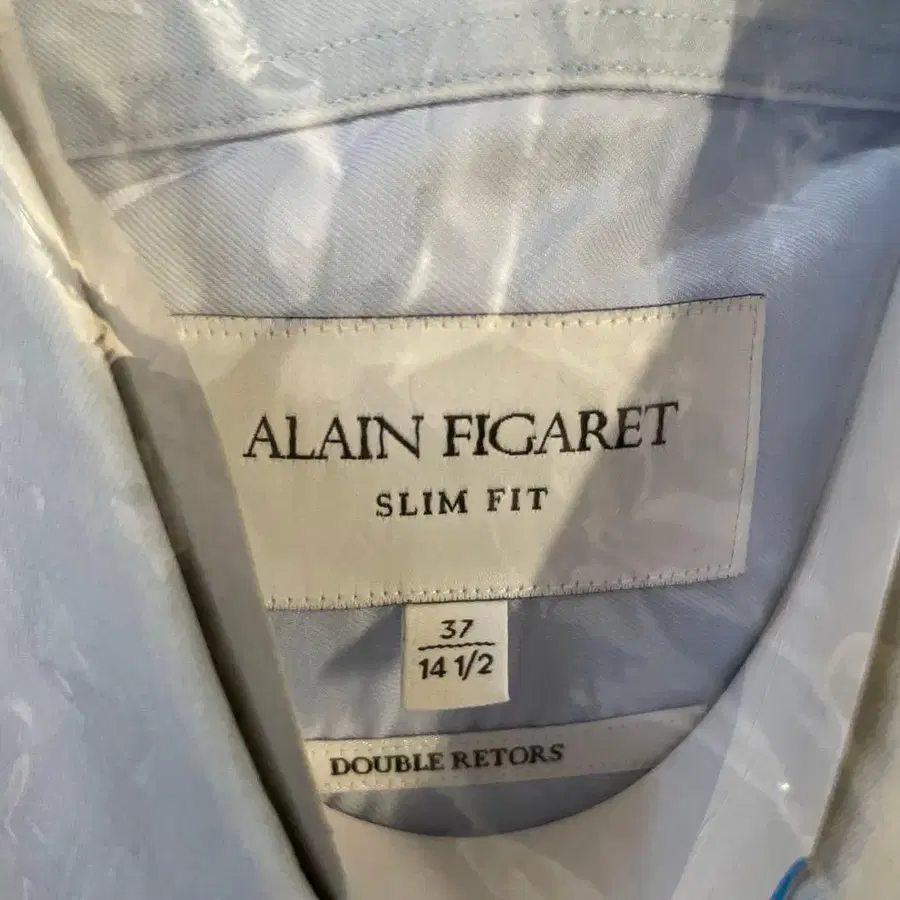 ALAIN FIGARET
SLIM FIT
37
14 1/2
DOUBLE RETORS